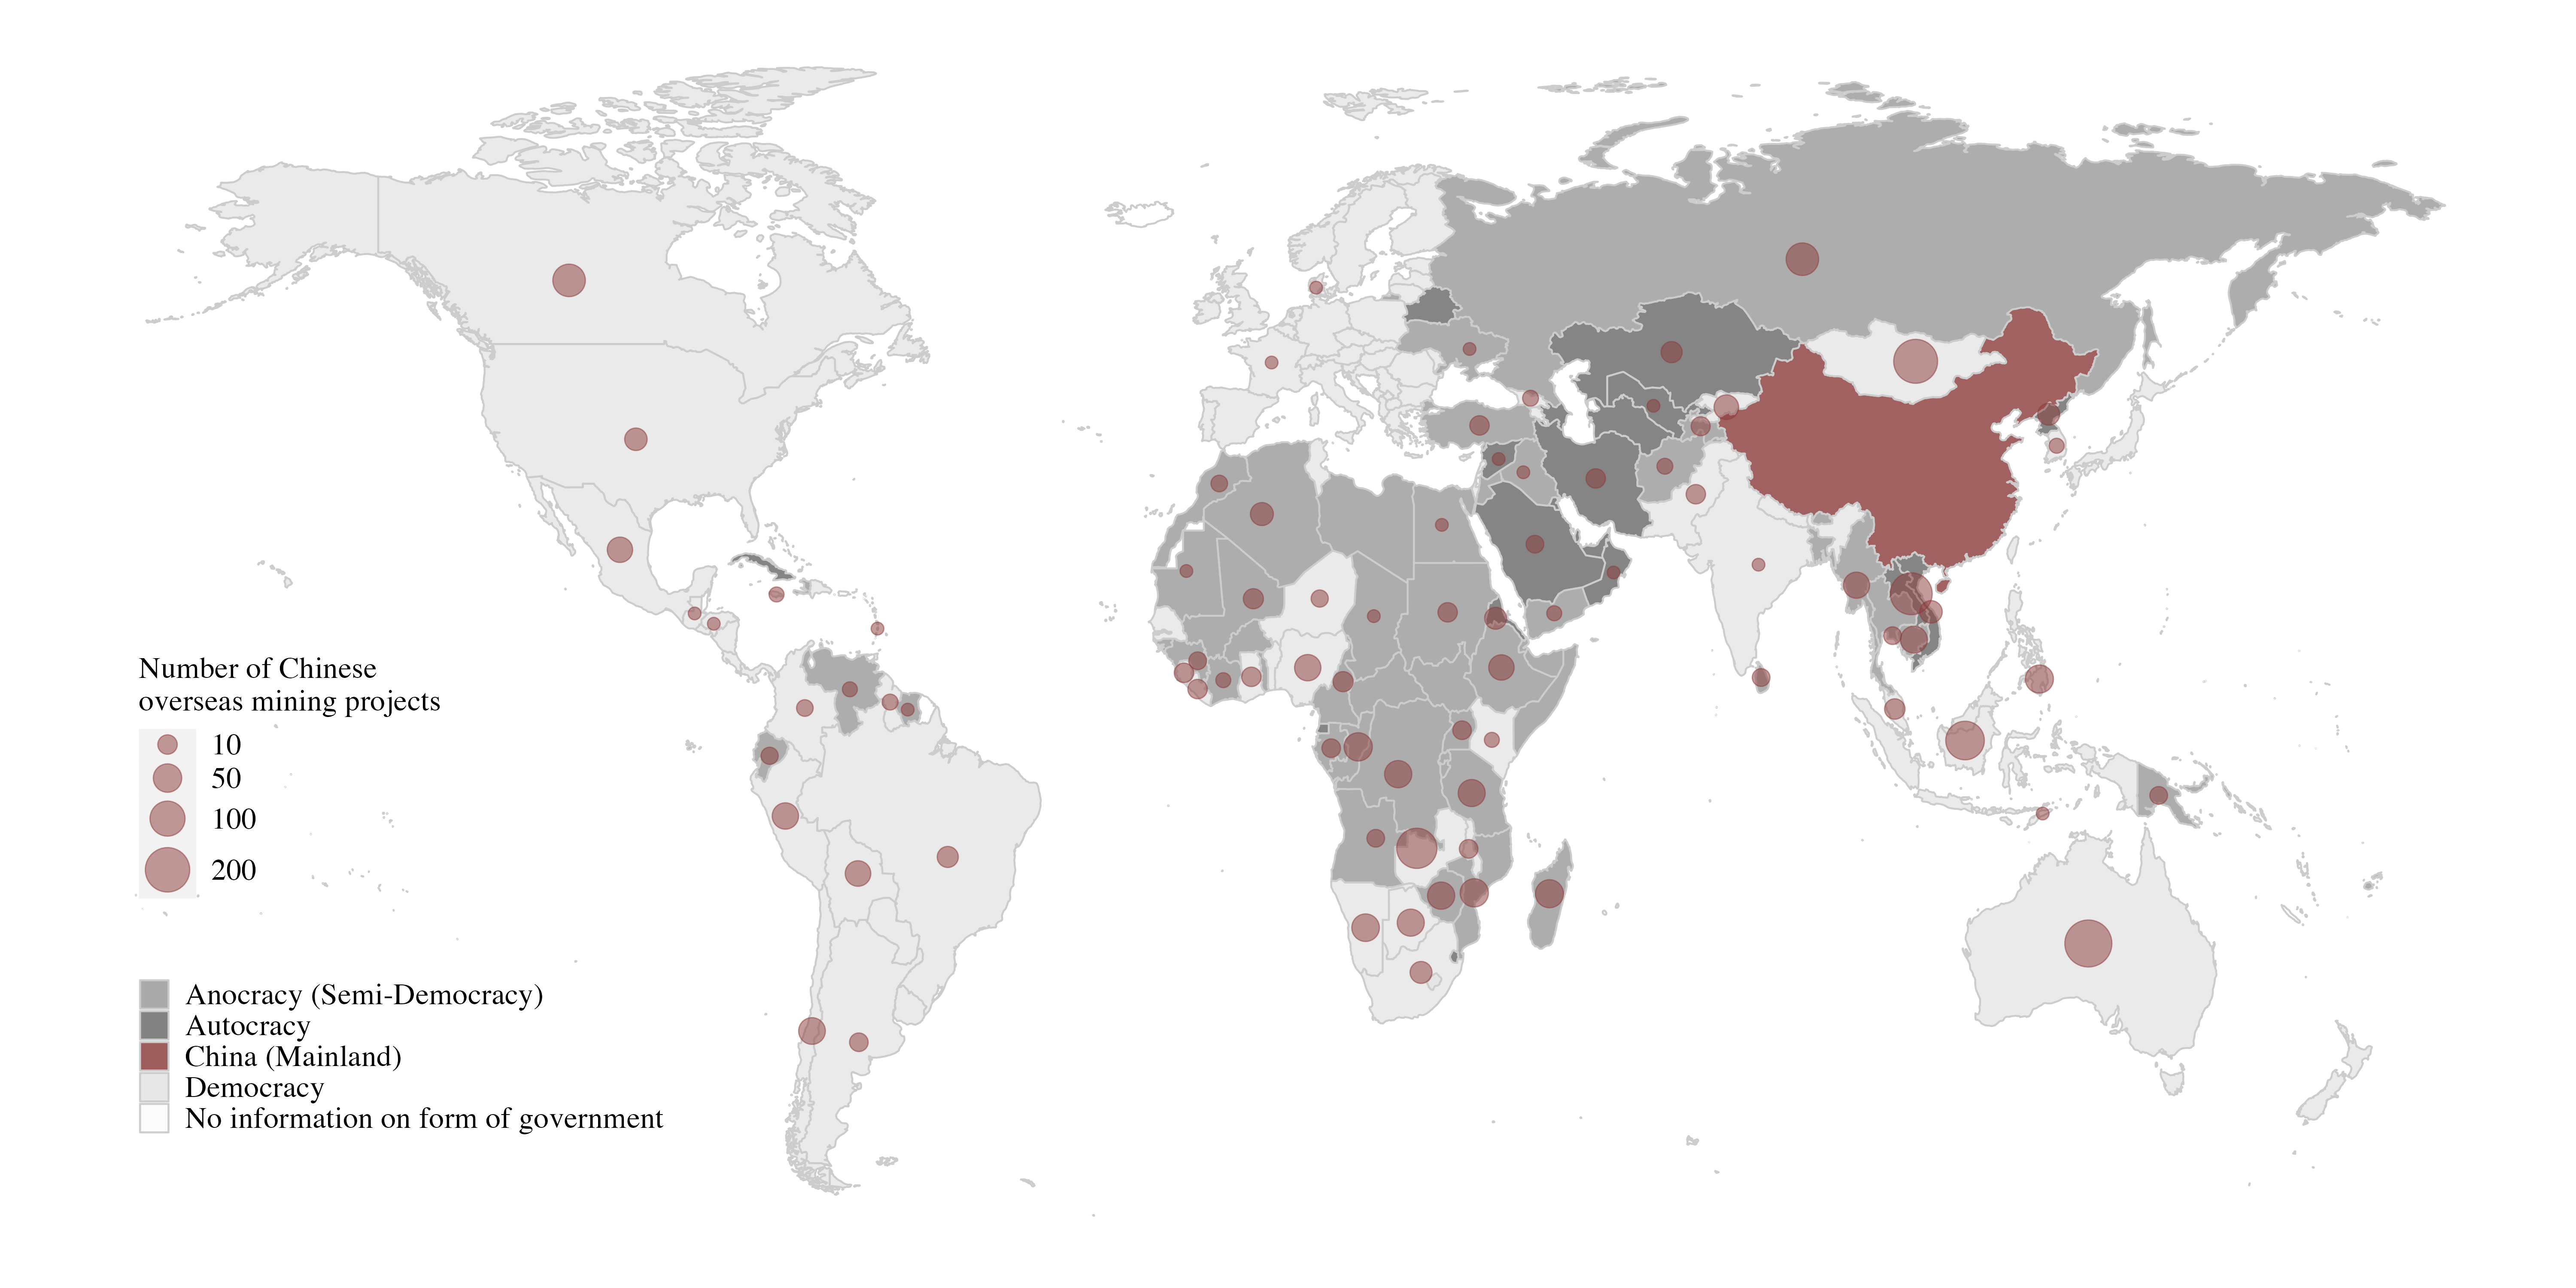 Number of Chinese
overseas mining projects
10
50
100
200
Anocracy (Semi-Democracy)
Autocracy
China (Mainland)
Democracy
No information on form of government